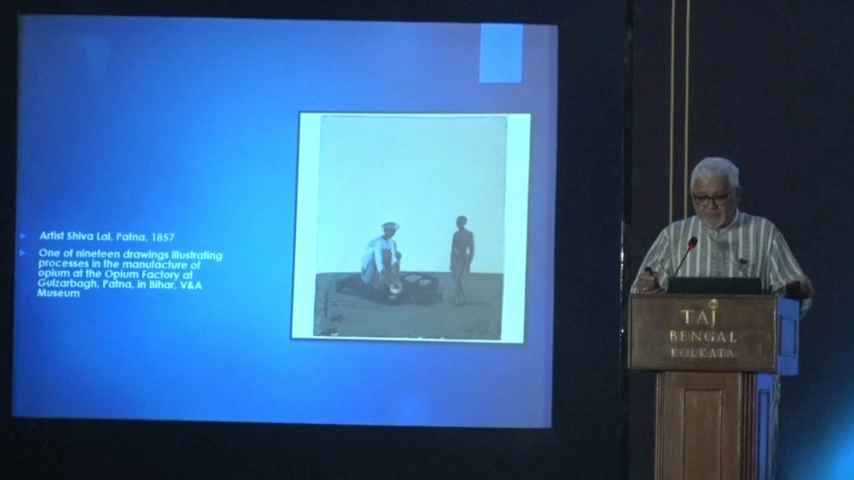 Artist Shiva Lal, Patna, 1857
One of nineteen drawings illustrating
processes in the manufacture of
opium at the Opium Factory at
Gulzarbagh, Patna, in Bihar, V&A
Museum
TAJ
BENGAL
KOLKATA